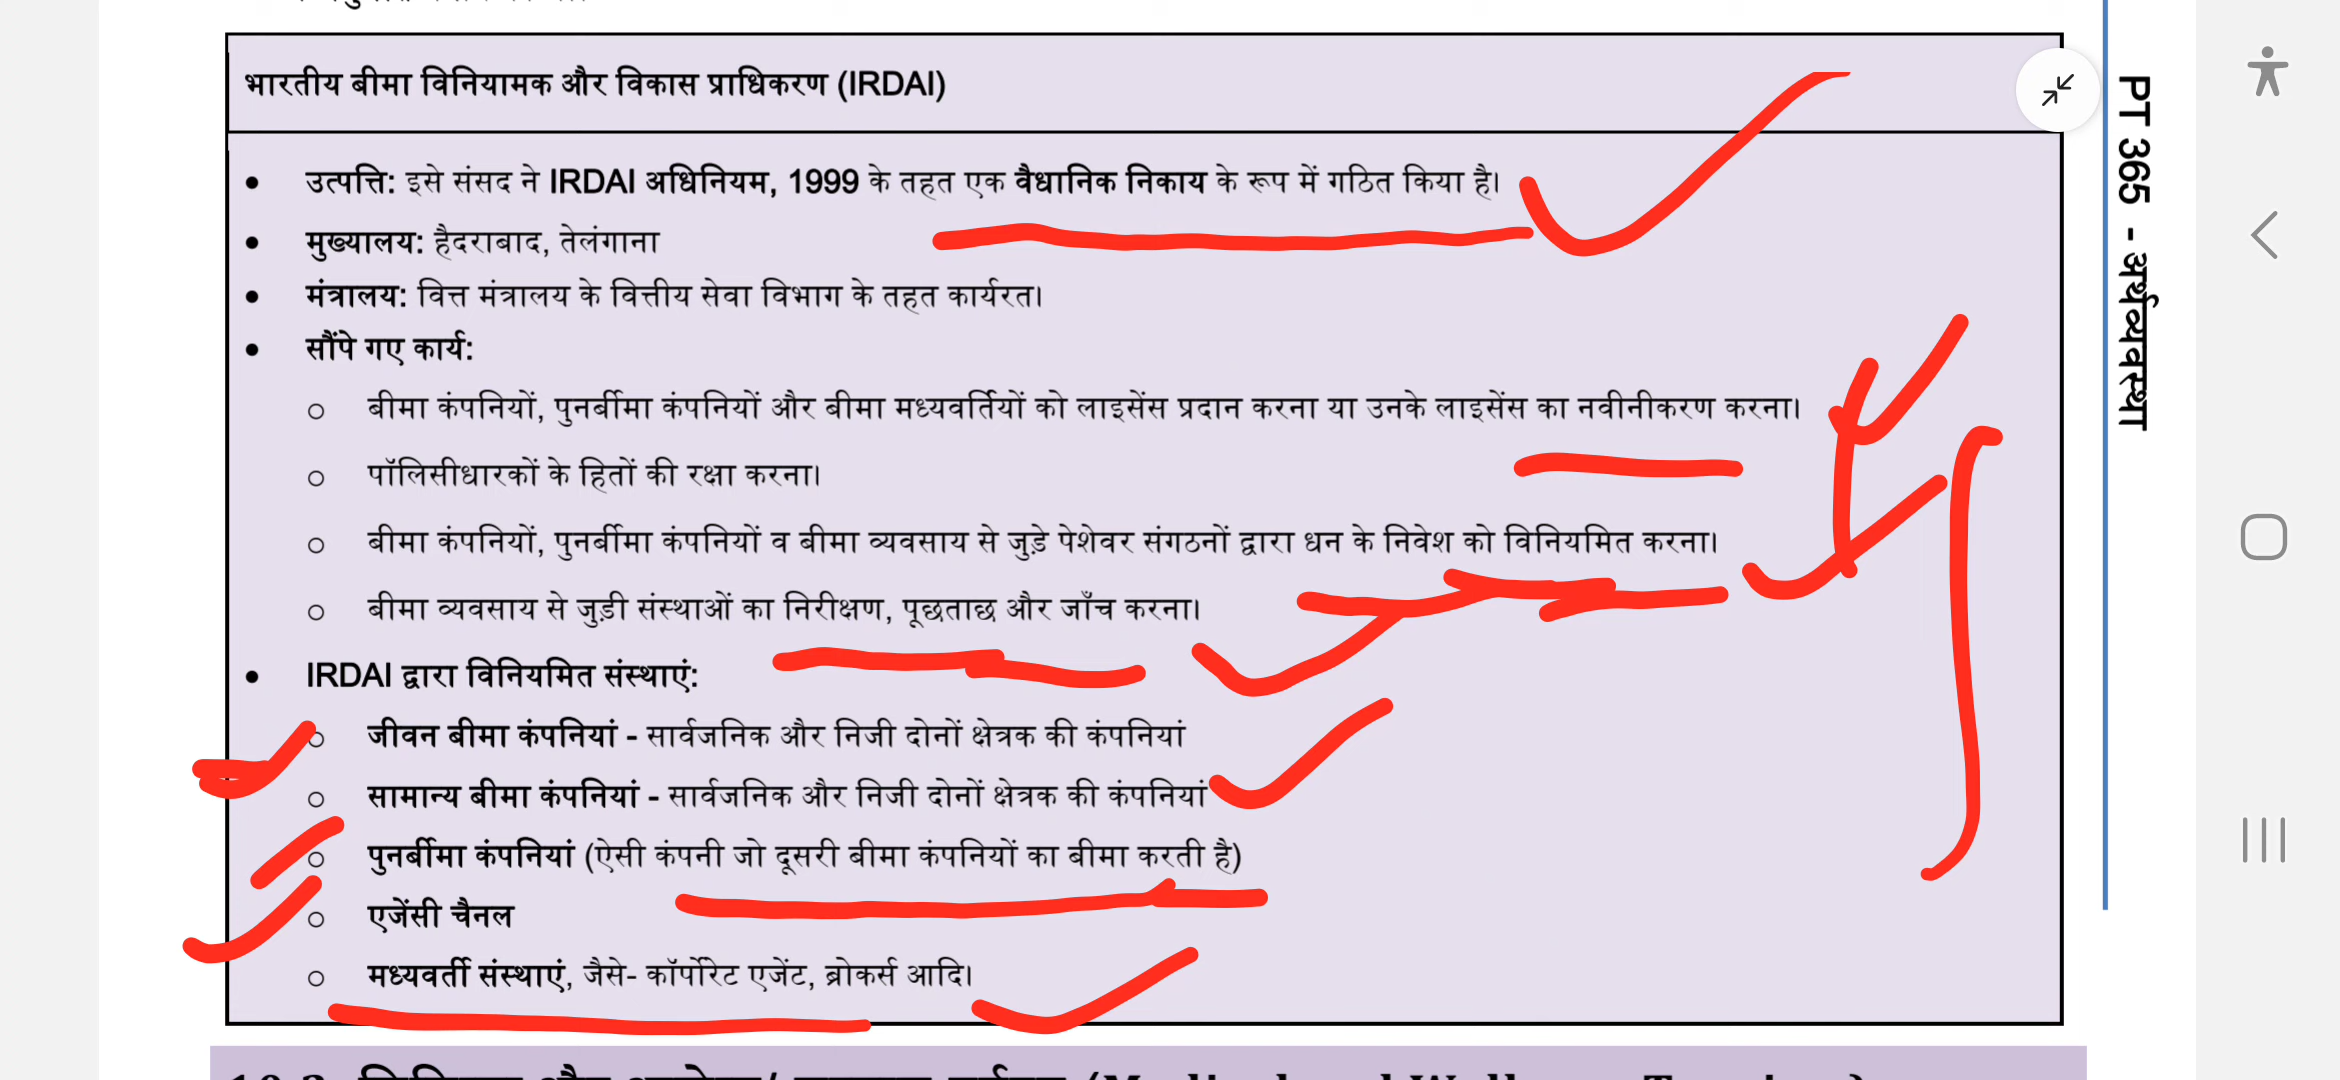 भारतीय बीमा विनियामक और विकास प्राधिकरण (IRDAI)
• उत्पत्ति: इसे संसद ने IRDAI अधिनियम, 1999 के तहत एक वैधानिक निकाय के रूप में गठित किया है।
• मुख्यालय: हैदराबाद, तेलंगाना
• मंत्रालय: वित्त मंत्रालय के वित्तीय सेवा विभाग के तहत कार्यरत।
• सौंपे गए कार्य:
o बीमा कंपनियों, पुनर्बीमा कंपनियों और बीमा मध्यवर्तियों को लाइसेंस प्रदान करना या उनके लाइसेंस का नवीनीकरण करना।
o पॉलिसीधारकों के हितों की रक्षा करना।
o बीमा कंपनियों, पुनर्बीमा कंपनियों व बीमा व्यवसाय से जुड़े पेशेवर संगठनों द्वारा धन के निवेश को विनियमित करना।
o बीमा व्यवसाय से जुड़ी संस्थाओं का निरीक्षण, पूछताछ और जाँच करना।
• IRDAI द्वारा विनियमित संस्थाएं:
o जीवन बीमा कंपनियां - सार्वजनिक और निजी दोनों क्षेत्रक की कंपनियां
o सामान्य बीमा कंपनियां - सार्वजनिक और निजी दोनों क्षेत्रक की कंपनियां
o पुनर्बीमा कंपनियां (ऐसी कंपनी जो दूसरी बीमा कंपनियों का बीमा करती है)
o एजेंसी चैनल
o मध्यवर्ती संस्थाएं, जैसे- कॉर्पोरेट एजेंट, ब्रोकर्स आदि।
PT 365 - अर्थव्यवस्था